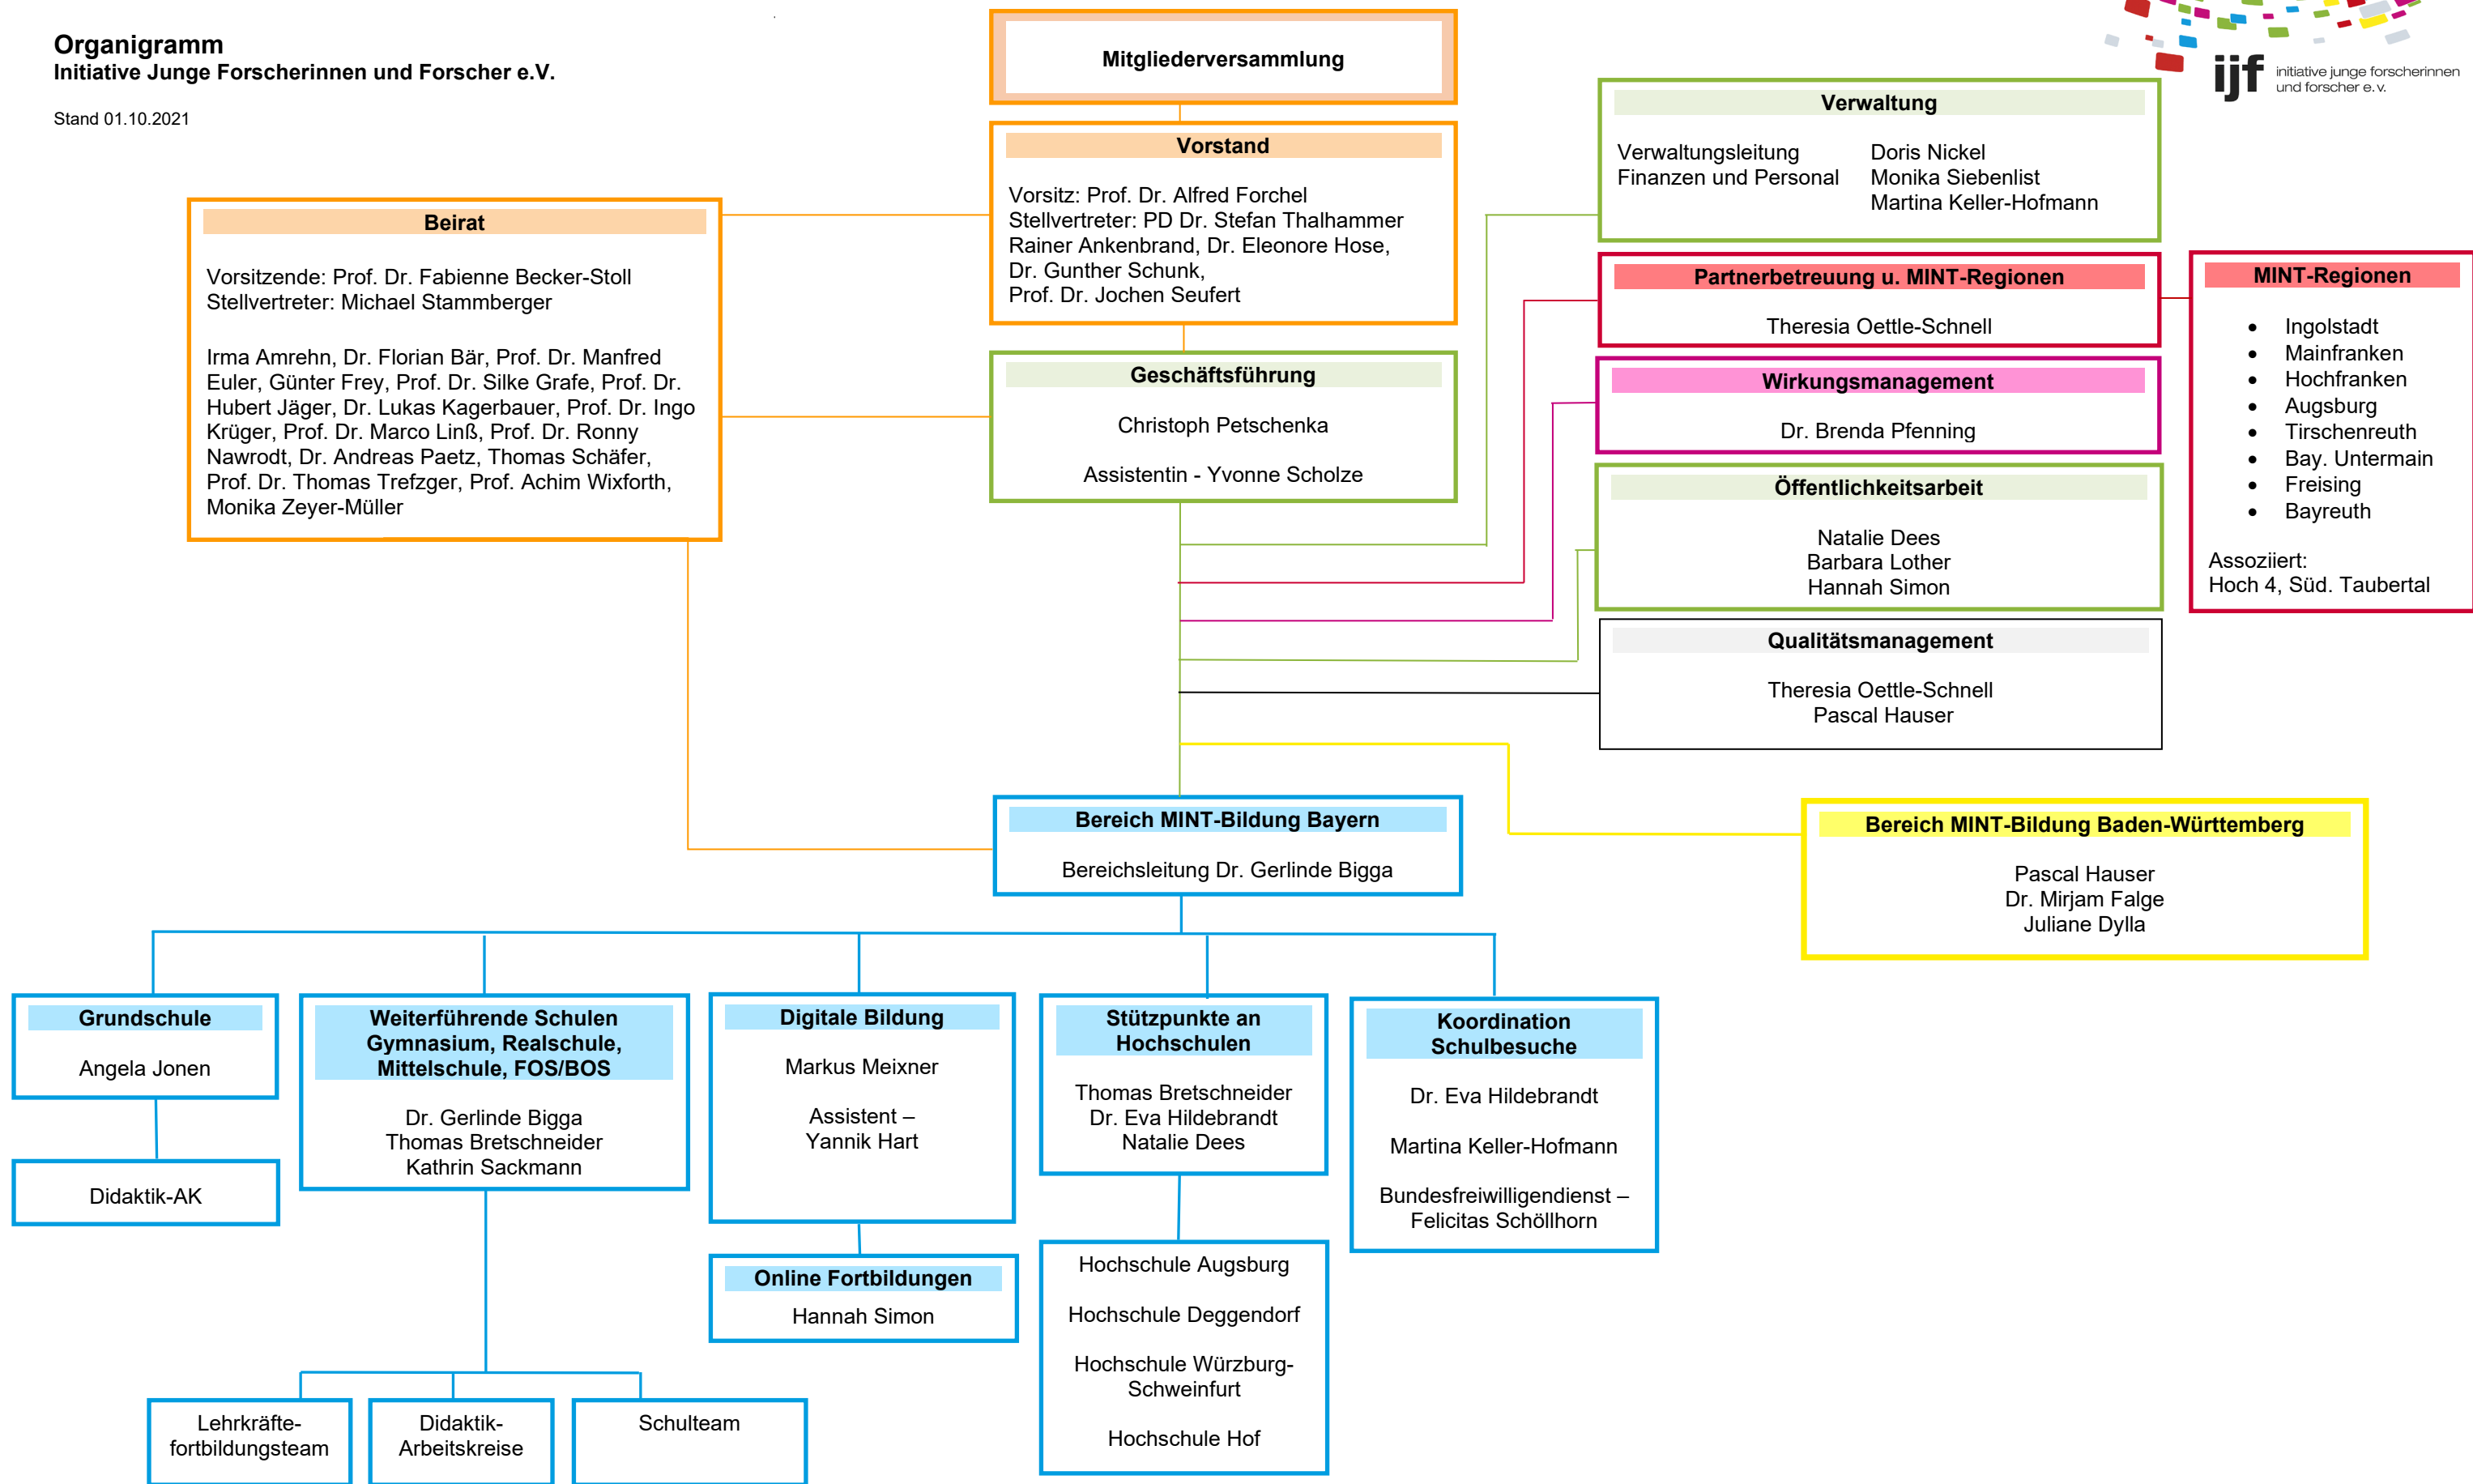 Organigramm
Initiative Junge Forscherinnen und Forscher e.V.
Stand 01.10.2021
ijf
initiative junge forscherinnen
und forscher e.v.
Mitgliederversammlung
Vorstand
Vorsitz: Prof. Dr. Alfred Forchel
Stellvertreter: PD Dr. Stefan Thalhammer
Rainer Ankenbrand, Dr. Eleonore Hose,
Dr. Gunther Schunk,
Prof. Dr. Jochen Seufert
Beirat
Vorsitzende: Prof. Dr. Fabienne Becker-Stoll
Stellvertreter: Michael Stammberger
Irma Amrehn, Dr. Florian Bär, Prof. Dr. Manfred
Euler, Günter Frey, Prof. Dr. Silke Grafe, Prof. Dr.
Hubert Jäger, Dr. Lukas Kagerbauer, Prof. Dr. Ingo
Krüger, Prof. Dr. Marco Linß, Prof. Dr. Ronny
Nawrodt, Dr. Andreas Paetz, Thomas Schäfer,
Prof. Dr. Thomas Trefzger, Prof. Achim Wixforth,
Monika Zeyer-Müller
Geschäftsführung
Christoph Petschenka
Assistentin - Yvonne Scholze
Verwaltung
Verwaltungsleitung Doris Nickel
Finanzen und Personal Monika Siebenlist
Martina Keller-Hofmann
Partnerbetreuung u. MINT-Regionen
Theresia Oettle-Schnell
MINT-Regionen
• Ingolstadt
• Mainfranken
• Hochfranken
• Augsburg
• Tirschenreuth
• Bay. Untermain
• Freising
• Bayreuth
Assoziiert:
Hoch 4, Süd. Taubertal
Wirkungsmanagement
Dr. Brenda Pfenning
Öffentlichkeitsarbeit
Natalie Dees
Barbara Lother
Hannah Simon
Qualitätsmanagement
Theresia Oettle-Schnell
Pascal Hauser
Bereich MINT-Bildung Bayern
Bereichsleitung Dr. Gerlinde Bigga
Bereich MINT-Bildung Baden-Württemberg
Pascal Hauser
Dr. Mirjam Falge
Juliane Dylla
Grundschule
Angela Jonen
Didaktik-AK
Weiterführende Schulen
Gymnasium, Realschule,
Mittelschule, FOS/BOS
Dr. Gerlinde Bigga
Thomas Bretschneider
Kathrin Sackmann
Lehrkräfte-
fortbildungsteam
Didaktik-
Arbeitskreise
Schulteam
Digitale Bildung
Markus Meixner
Assistent –
Yannik Hart
Online Fortbildungen
Hannah Simon
Stützpunkte an
Hochschulen
Thomas Bretschneider
Dr. Eva Hildebrandt
Natalie Dees
Hochschule Augsburg
Hochschule Deggendorf
Hochschule Würzburg-
Schweinfurt
Hochschule Hof
Koordination
Schulbesuche
Dr. Eva Hildebrandt
Martina Keller-Hofmann
Bundesfreiwilligendienst –
Felicitas Schöllhorn